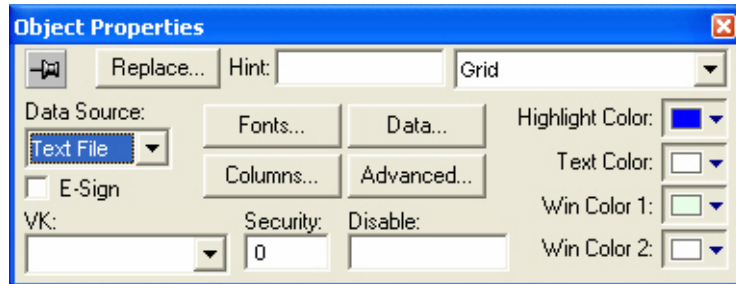 Object Properties
Replace... Hint: Grid
Data Source: Fonts... Data... Highlight Color:
Text File Text Color:
E-Sign Columns... Advanced... Win Color 1:
VK: Security: Disable:
0 Win Color 2: